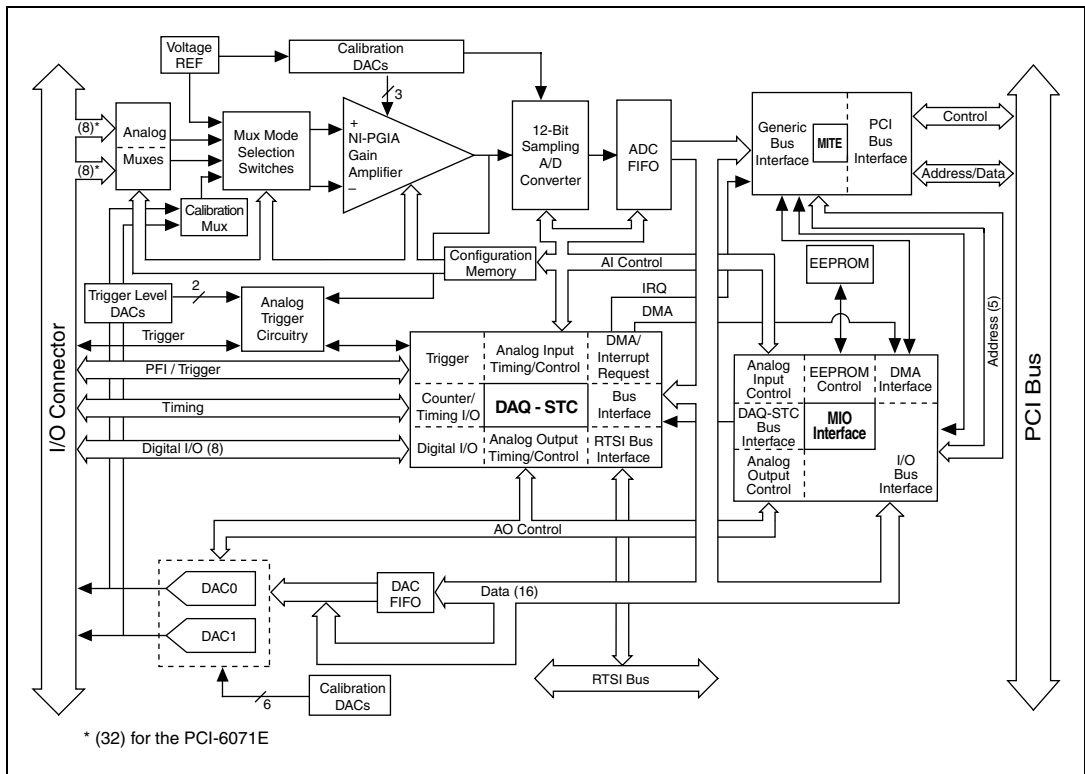 Voltage
REF
Calibration
DACs
3
(8)*
(8)*
Analog
Muxes
Mux Mode
Selection
Switches
+
NI-PGIA
Gain
Amplifier
–
12-Bit
Sampling
A/D
Converter
ADC
FIFO
Generic
Bus
Interface
MITE
PCI
Bus
Interface
Control
Address/Data
Calibration
Mux
Configuration
Memory
AI Control
EEPROM
Trigger Level
DACs
2
Analog
Trigger
Circuitry
IRQ
DMA
Address (5)
Trigger
PFI / Trigger
Timing
Digital I/O (8)
I/O Connector
PCI Bus
Trigger
Analog Input
Timing/Control
DMA/
Interrupt
Request
Counter/
Timing I/O
DAQ - STC
Bus
Interface
Digital I/O
Analog Output
Timing/Control
RTSI Bus
Interface
Analog
Input
Control
EEPROM
Control
DMA
Interface
DAQ-STC
Bus
Interface
MIO
Interface
Analog
Output
Control
I/O
Bus
Interface
AO Control
DAC0
DAC1
DAC
FIFO
Data (16)
6
Calibration
DACs
RTSI Bus
* (32) for the PCI-6071E